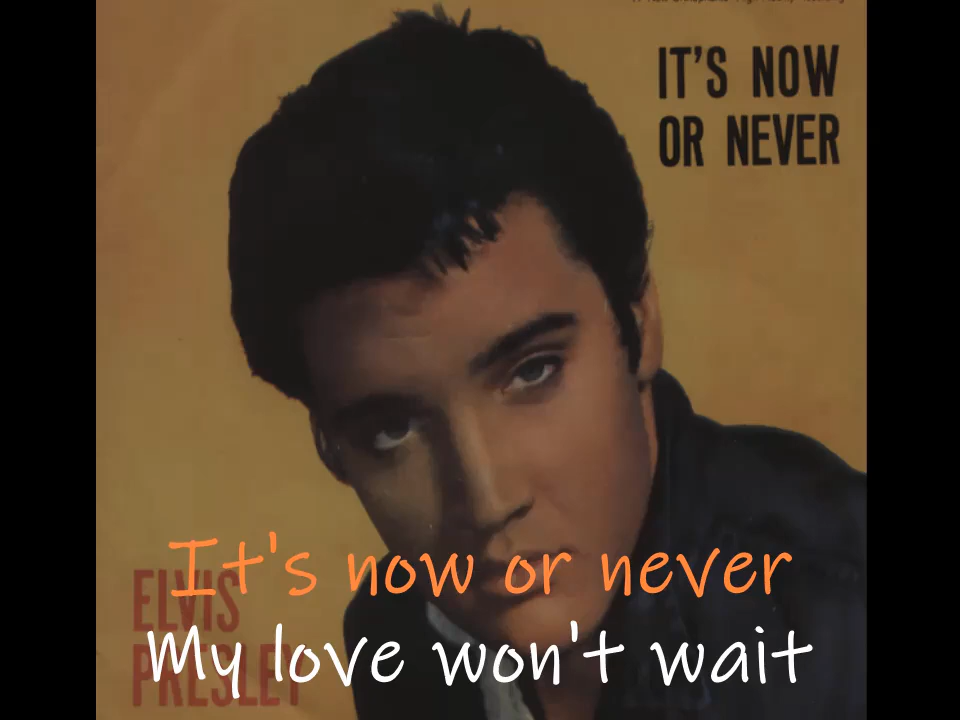 IT'S NOW
OR NEVER
It's now or never
ELVIS
My love won't wait
PRESLEY